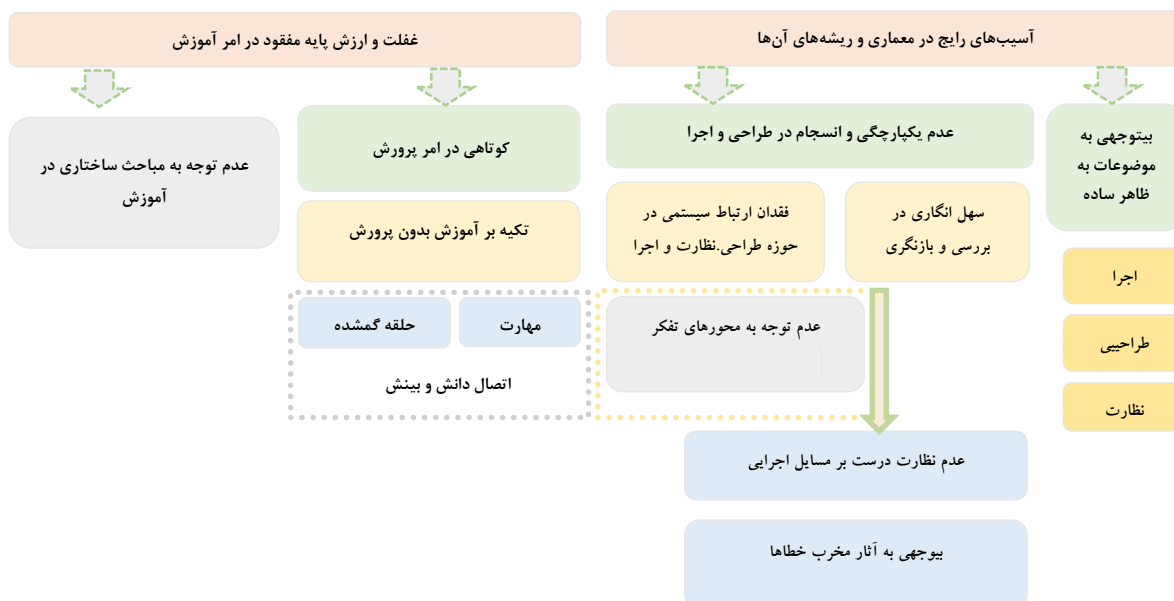 آسیب‌های رایج در معماری و ریشه‌های آن‌ها
غفلت و ارزش پایه مفقود در امر آموزش
بیتوجهی به
موضوعات به
ظاهر ساده
عدم یکپارچگی و انسجام در طراحی و اجرا
کوتاهی در امر پرورش
عدم توجه به مباحث ساختاری در
آموزش
سهل انگاری در
بررسی و بازنگری
فقدان ارتباط سیستمی در
حوزه طراحی.نظارت و اجرا
تکیه بر آموزش بدون پرورش
اجرا
طراحییی
نظارت
عدم توجه به محورهای تفکر
مهارت
حلقه گمشده
اتصال دانش و بینش
عدم نظارت درست بر مسایل اجرایی
بیوجهی به آثار مخرب خطاها